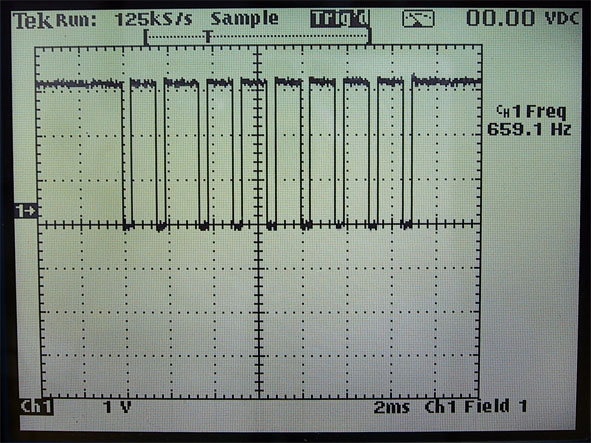 Tek Run: 125kS/s Sample Trig'd 00.00 VDC
T
CH1 Freq
659.1 Hz
1→
Ch1 1 V 2ms Ch1 Field 1